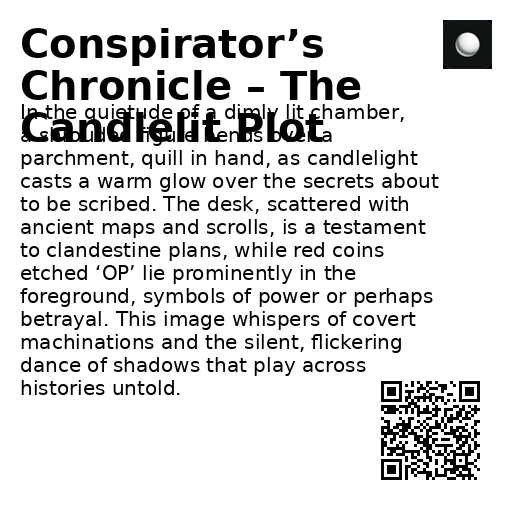 Conspirator’s
Chronicle – The
Candlelit Plot
In the quietude of a dimly lit chamber,
a shrouded figure bends over a
parchment, quill in hand, as candlelight
casts a warm glow over the secrets about
to be scribed. The desk, scattered with
ancient maps and scrolls, is a testament
to clandestine plans, while red coins
etched ‘OP’ lie prominently in the
foreground, symbols of power or perhaps
betrayal. This image whispers of covert
machinations and the silent, flickering
dance of shadows that play across
histories untold.